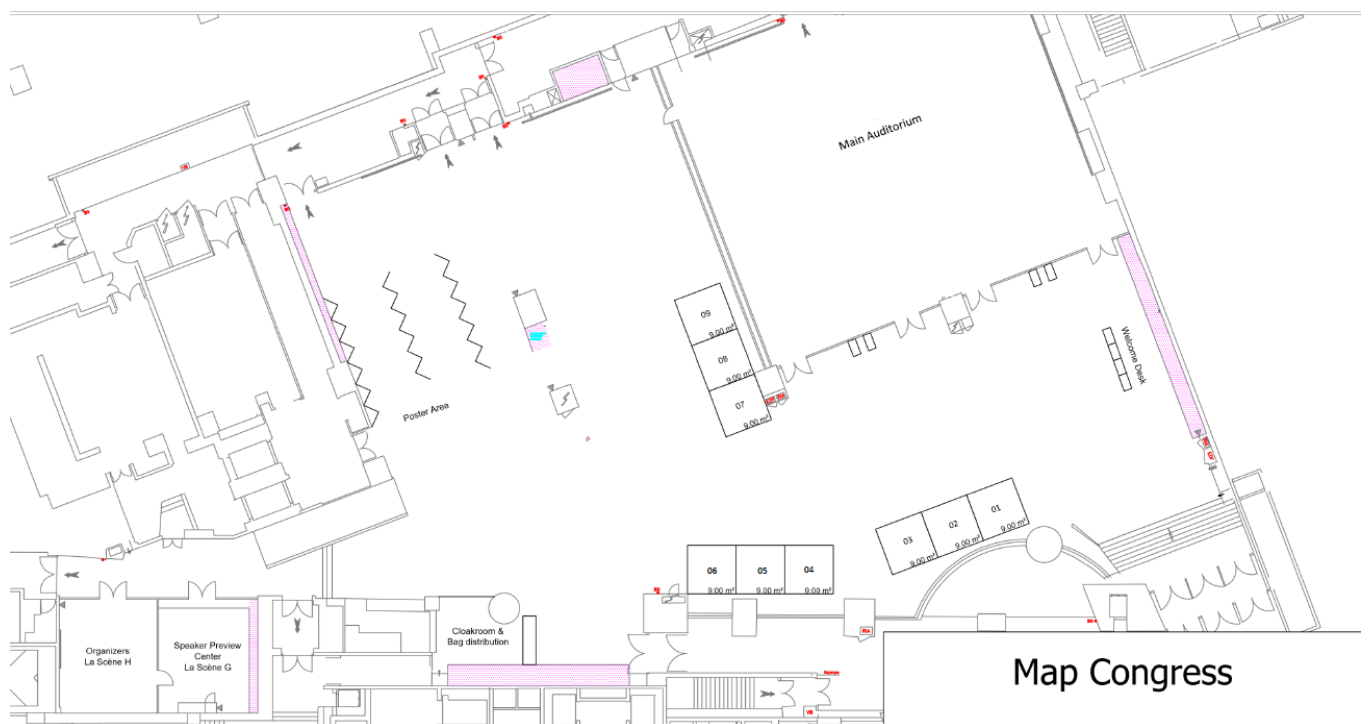 Main Auditorium
09
9.00 m²
08
9.00 m²
07
9.00 m²
Welcome Desk
Poster Area
01
9.00 m²
02
9.00 m²
03
9.00 m²
06
9.00 m²
05
9.00 m²
04
9.00 m²
Cloakroom &
Bag distribution
Organizers
La Scène H
Speaker Preview
Center
La Scène G
Map Congress